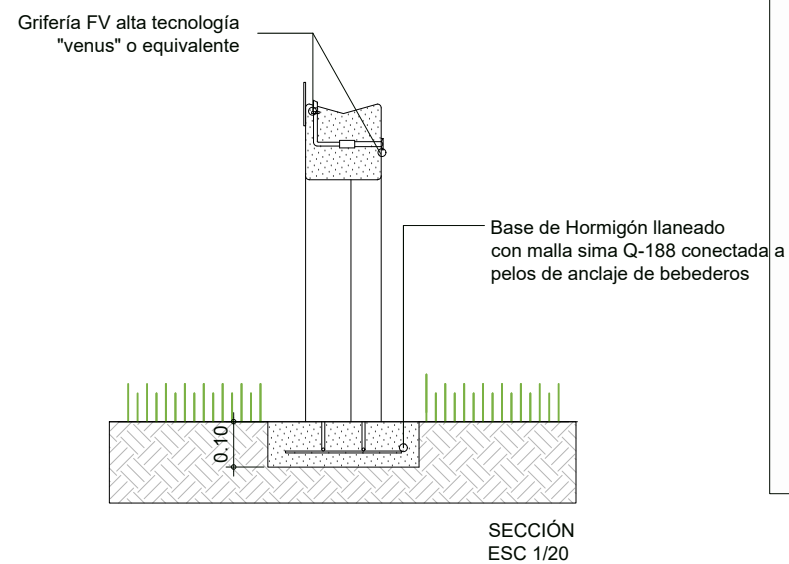 Grifería FV alta tecnología
"venus" o equivalente
Base de Hormigón llaneado
con malla sima Q-188 conectada a
pelos de anclaje de bebederos
0.10
SECCIÓN
ESC 1/20